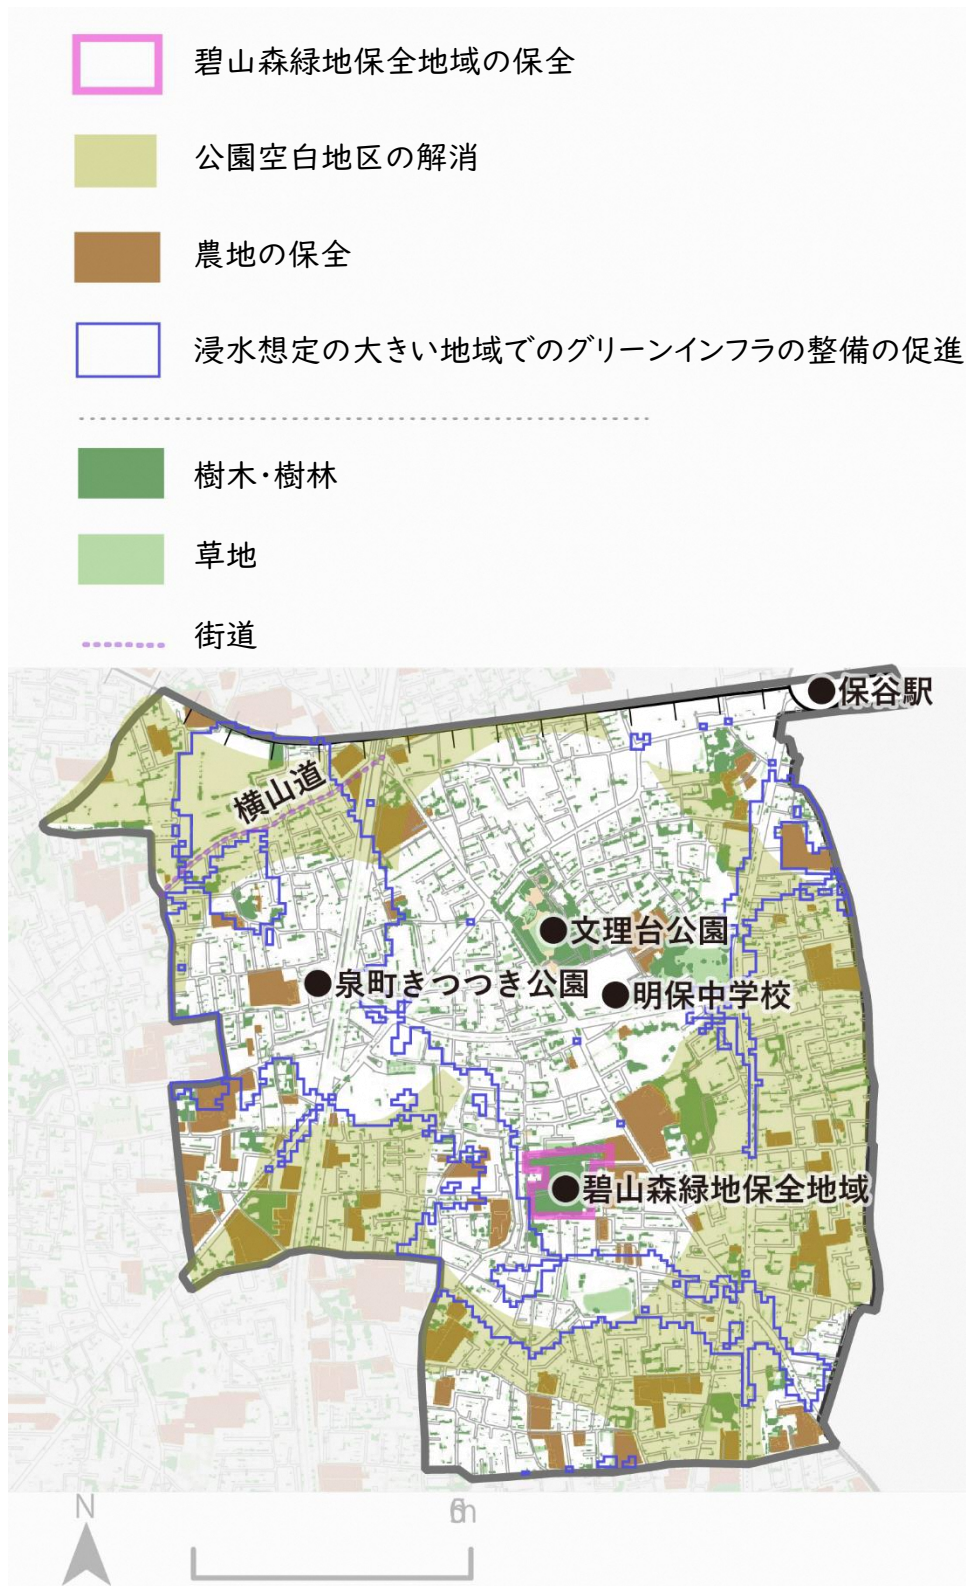 碧山森緑地保全地域の保全
公園空白地区の解消
農地の保全
浸水想定の大きい地域でのグリーンインフラの整備の促進
樹木・樹林
草地
街道
保谷駅
横山道
文理台公園
泉町きつつき公園
明保中学校
碧山森緑地保全地域
N